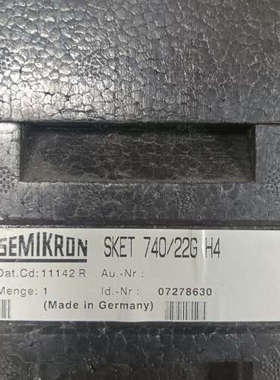 SEMIKRON SKET 740/22G H4
Dat.Cd: 11142 R Au.-Nr :
Menge: 1 Id.-Nr : 07278630
(Made in Germany)